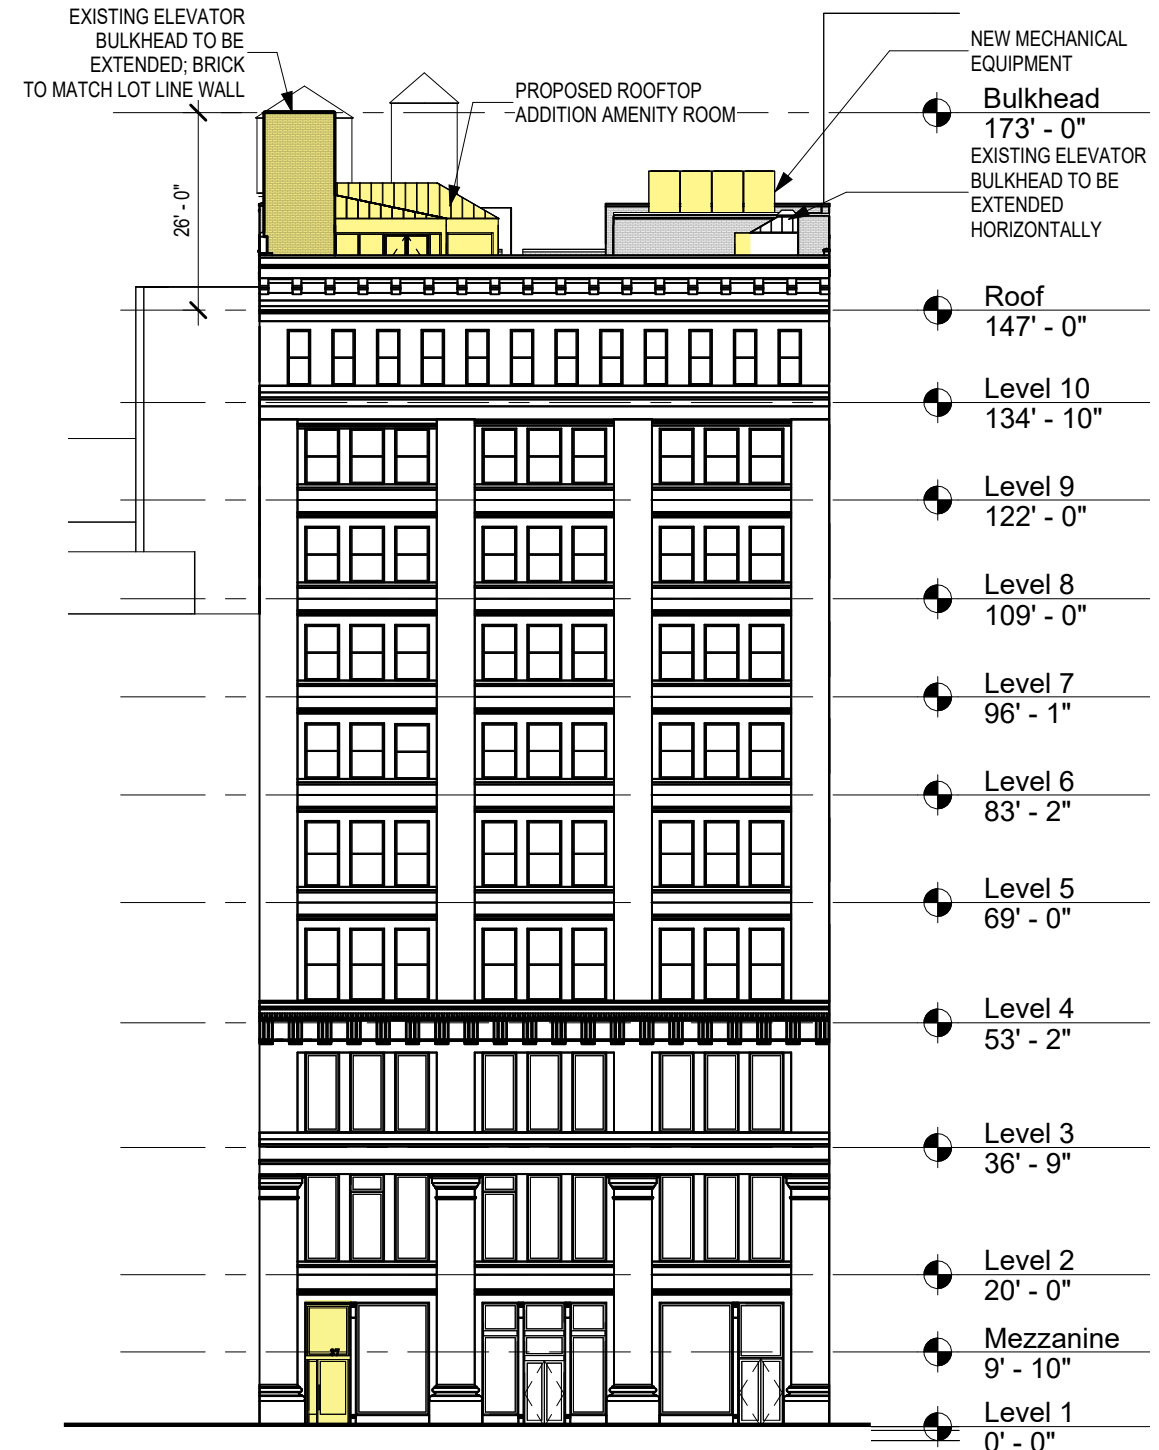 EXISTING ELEVATOR
BULKHEAD TO BE
EXTENDED; BRICK
TO MATCH LOT LINE WALL
PROPOSED ROOFTOP
ADDITION AMENITY ROOM
NEW MECHANICAL
EQUIPMENT
Bulkhead
173' - 0"
EXISTING ELEVATOR
BULKHEAD TO BE
EXTENDED
HORIZONTALLY
26' - 0"
Roof
147' - 0"
Level 10
134' - 10"
Level 9
122' - 0"
Level 8
109' - 0"
Level 7
96' - 1"
Level 6
83' - 2"
Level 5
69' - 0"
Level 4
53' - 2"
Level 3
36' - 9"
Level 2
20' - 0"
Mezzanine
9' - 10"
Level 1
0' - 0"